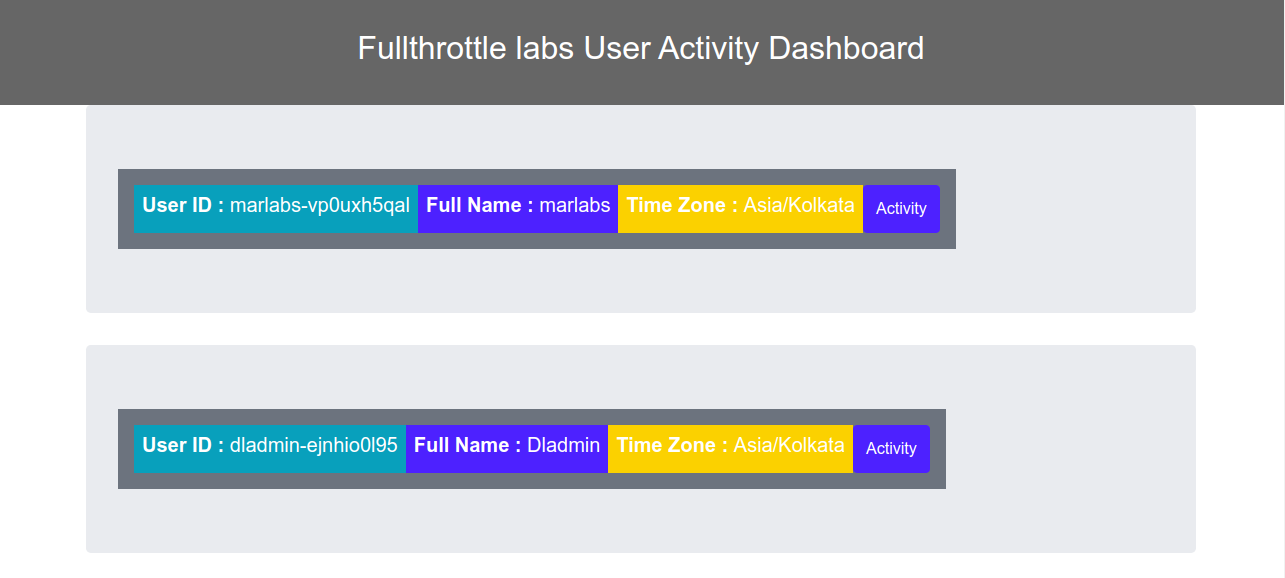 Fullthrottle labs User Activity Dashboard
User ID : marlabs-vp0uxh5qal Full Name : marlabs Time Zone : Asia/Kolkata Activity
User ID : dladmin-ejnhio0l95 Full Name : Dladmin Time Zone : Asia/Kolkata Activity